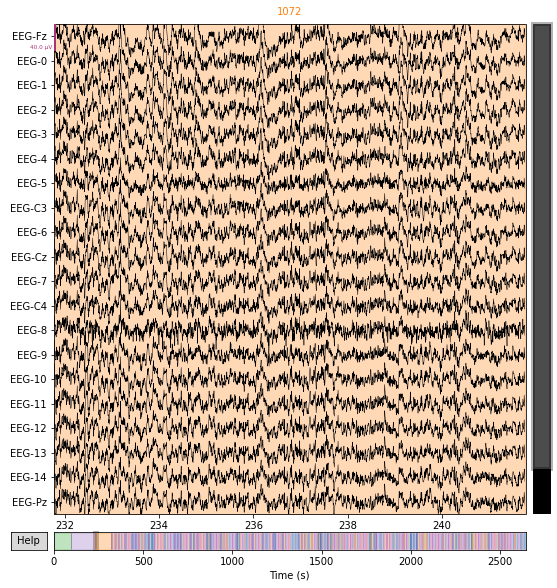 1072
EEG-Fz
40.0 µV
EEG-0
EEG-1
EEG-2
EEG-3
EEG-4
EEG-5
EEG-C3
EEG-6
EEG-Cz
EEG-7
EEG-C4
EEG-8
EEG-9
EEG-10
EEG-11
EEG-12
EEG-13
EEG-14
EEG-Pz
232 234 236 238 240
Help
0 500 1000 1500 2000 2500
Time (s)